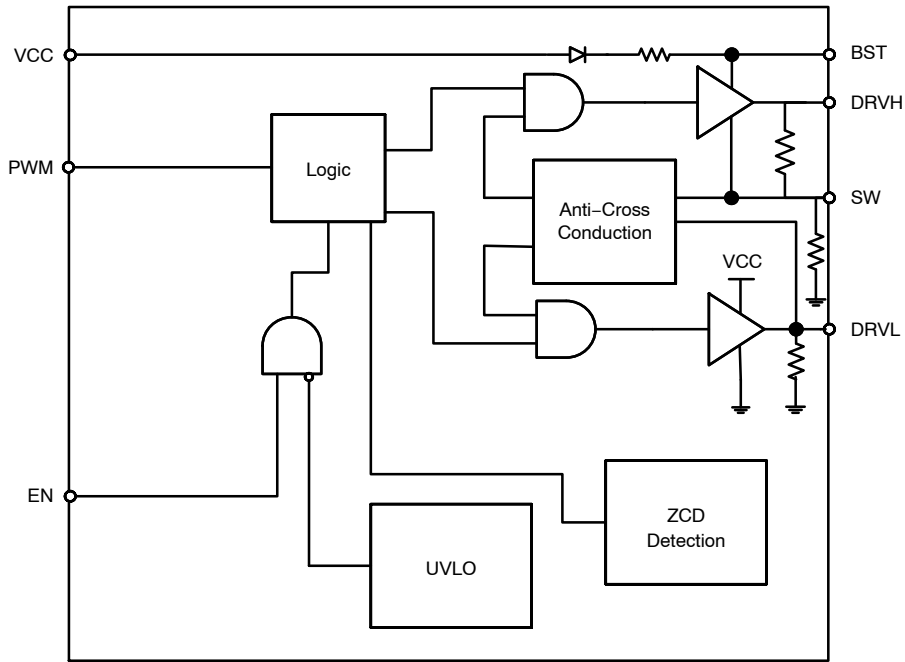 VCC
BST
DRVH
PWM
Logic
SW
Anti−Cross
Conduction
VCC
DRVL
EN
ZCD
Detection
UVLO